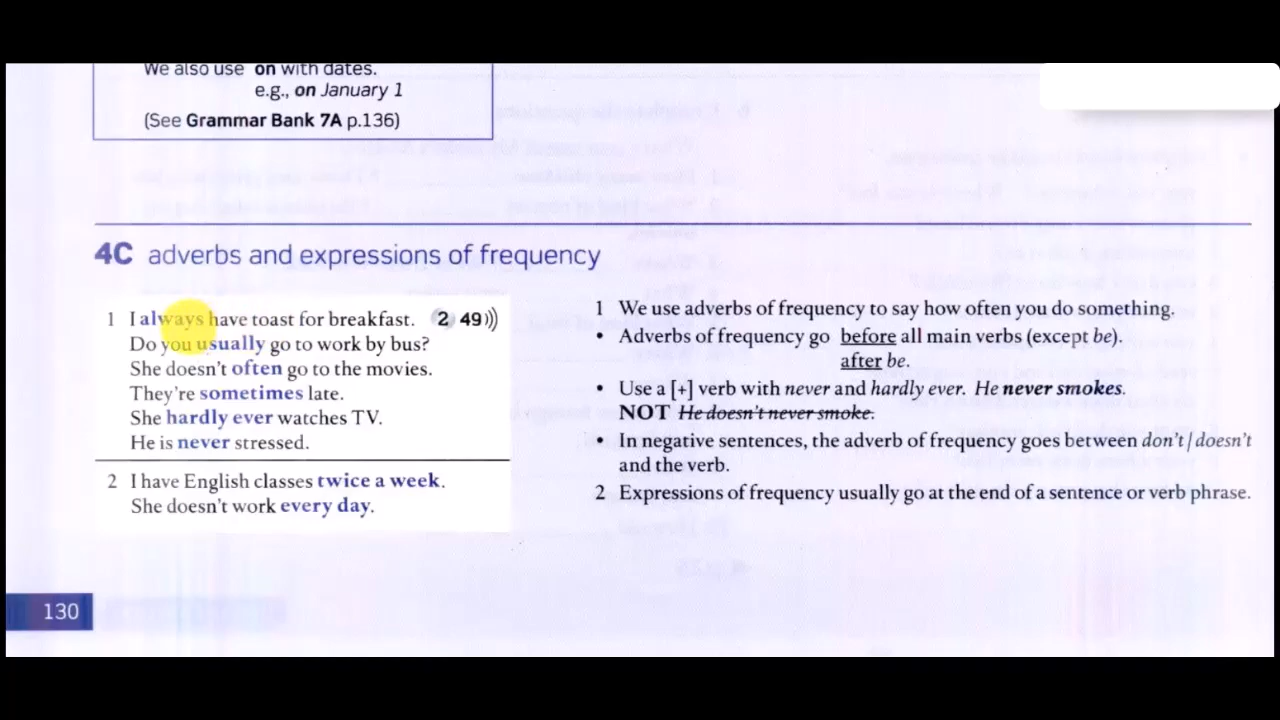 We also use on with dates.
e.g., on January 1
(See Grammar Bank 7A p.136)
4C adverbs and expressions of frequency
1 I always have toast for breakfast. 2 49))
Do you usually go to work by bus?
She doesn't often go to the movies.
They're sometimes late.
She hardly ever watches TV.
He is never stressed.
2 I have English classes twice a week.
She doesn't work every day.
1 We use adverbs of frequency to say how often you do something.
• Adverbs of frequency go before all main verbs (except be).
after be.
• Use a [+] verb with never and hardly ever. He never smokes.
NOT He doesn't never smoke.
• In negative sentences, the adverb of frequency goes between don't / doesn't
and the verb.
2 Expressions of frequency usually go at the end of a sentence or verb phrase.
130